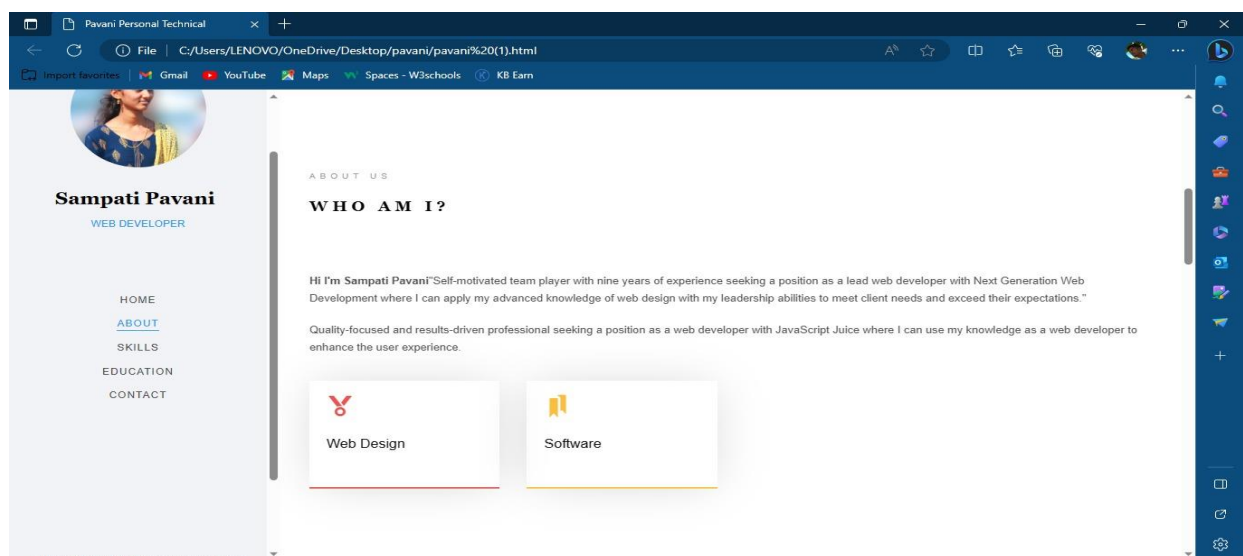 Pavani Personal Technical
File | C:/Users/LENOVO/OneDrive/Desktop/pavani/pavani%20(1).html
Import favorites | Gmail YouTube Maps Spaces - W3schools KB Earn
Sampati Pavani
WEB DEVELOPER
HOME
ABOUT
SKILLS
EDUCATION
CONTACT
ABOUT US
WHO AM I?
Hi I'm Sampati Pavani"Self-motivated team player with nine years of experience seeking a position as a lead web developer with Next Generation Web
Development where I can apply my advanced knowledge of web design with my leadership abilities to meet client needs and exceed their expectations."
Quality-focused and results-driven professional seeking a position as a web developer with JavaScript Juice where I can use my knowledge as a web developer to
enhance the user experience.
Web Design
Software